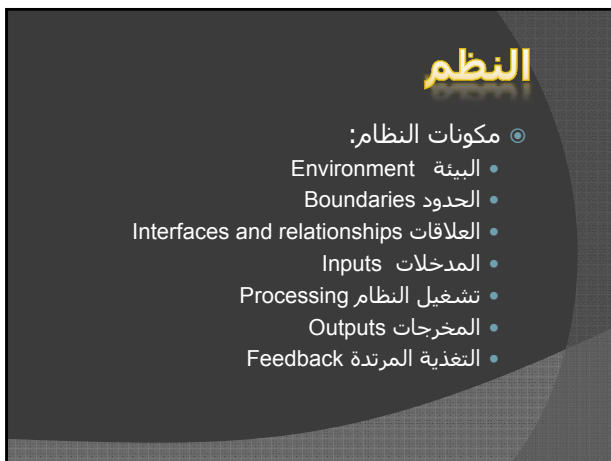 النظم
مكونات النظام:
البيئة Environment
الحدود Boundaries
العلاقات Interfaces and relationships
المدخلات Inputs
تشغيل النظام Processing
المخرجات Outputs
التغذية المرتدة Feedback